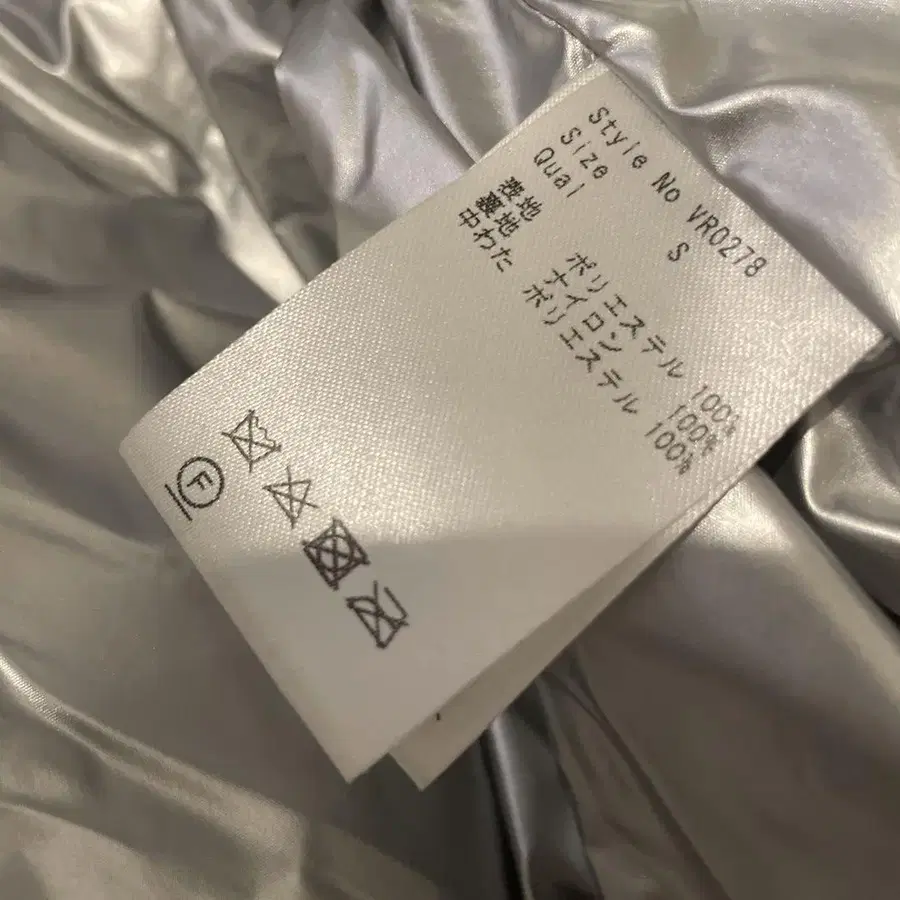 Style No VR0278
Size S
Qual
表地 ポリエステル 100%
裏地 ナイロン 100%
中わた ポリエステル 100%
F